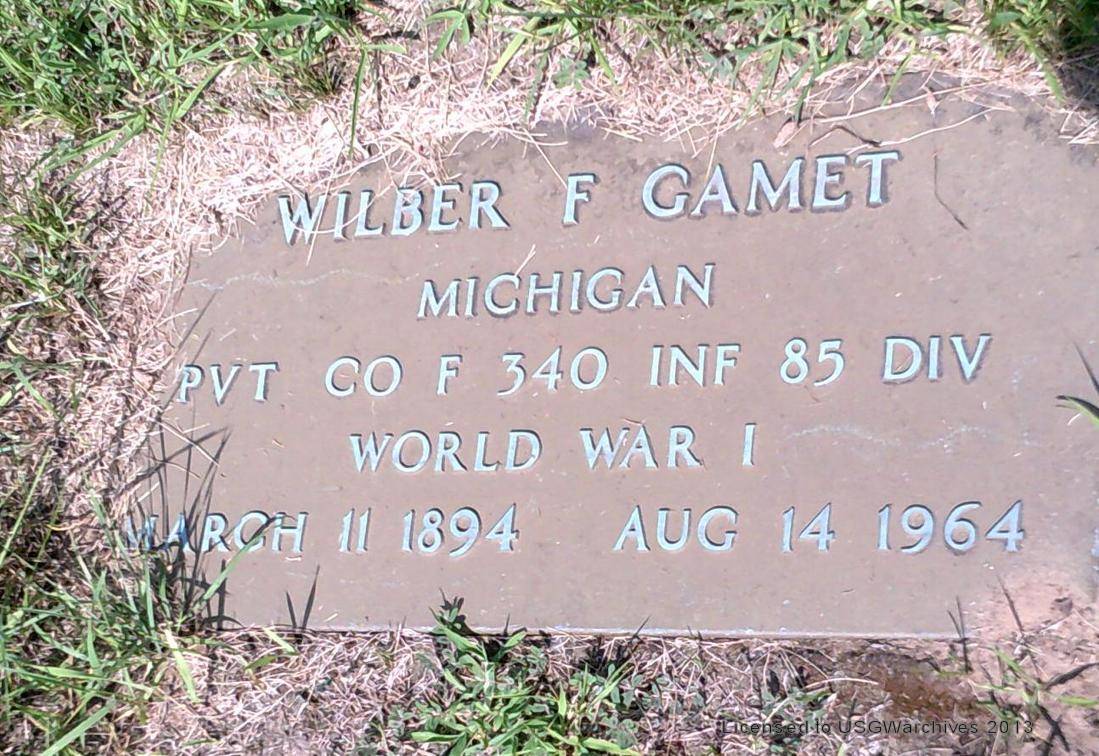 WILBER F GAMET
MICHIGAN
PVT CO F 340 INF 85 DIV
WORLD WAR I
MARCH 11 1894 AUG 14 1964
Licensed to USGWarchives 2013